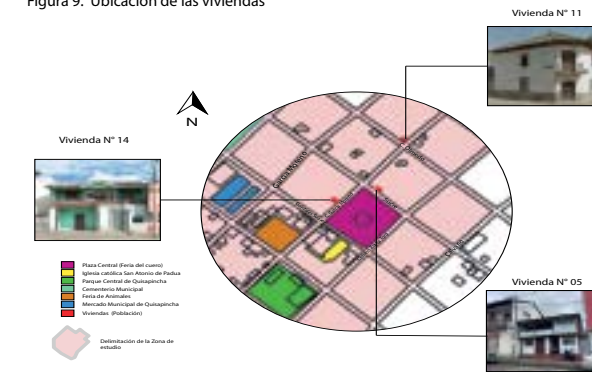 Figura 9. Ubicación de las viviendas
Vivienda N° 11
N
Vivienda N° 14
Plaza Central (Feria del cuero)
Iglesia católica San Atonio de Padua
Parque Central de Quisapincha
Cementerio Municipal
Feria de Animales
Mercado Municipal de Quisapincha
Viviendas (Población)
Delimitación de la Zona de
estudio
Vivienda N° 05